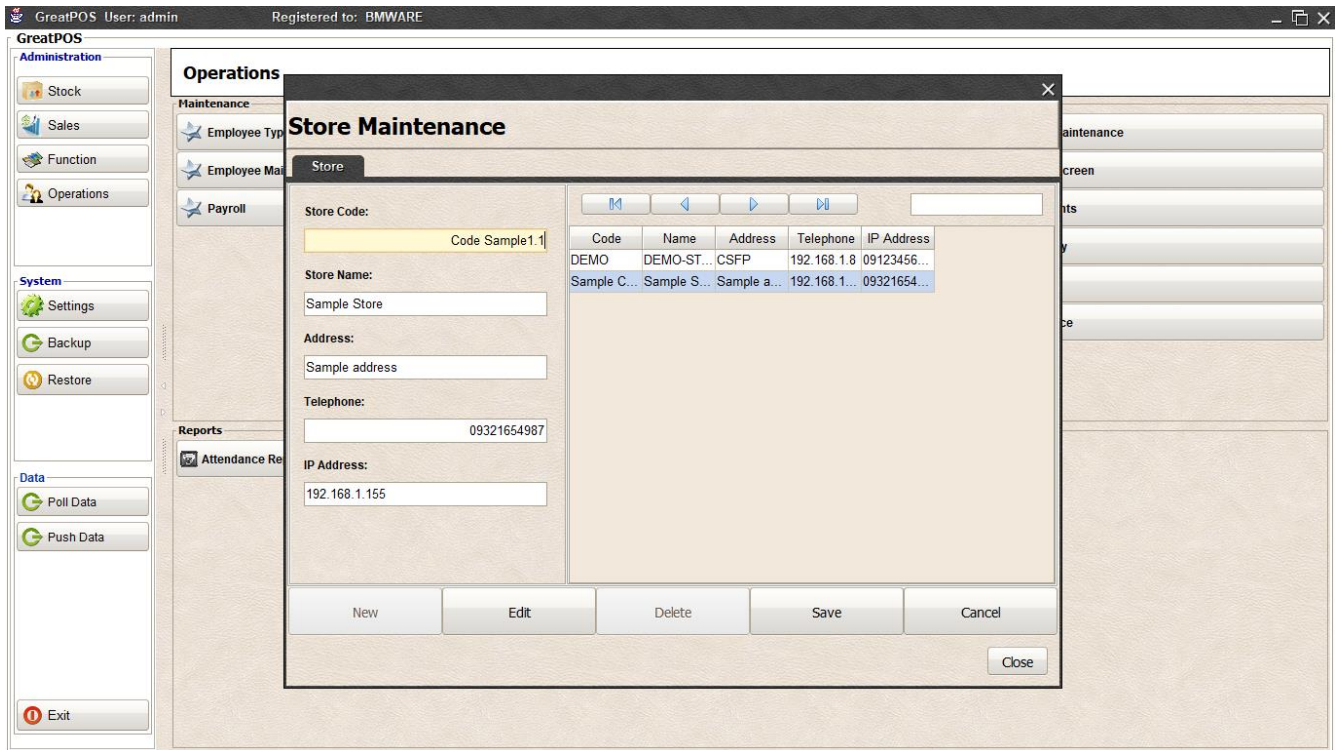 GreatPOS User: admin Registered to: BMWARE
GreatPOS
Administration
Stock
Sales
Function
Operations
System
Settings
Backup
Restore
Data
Poll Data
Push Data
Exit
Operations
Maintenance
Employee Typ
Employee Mai
Payroll
aintenance
creen
nts
y
ce
Reports
Attendance Re
Store Maintenance
Store
Store Code:
Code Sample1.1
Store Name:
Sample Store
Address:
Sample address
Telephone:
09321654987
IP Address:
192.168.1.155
Code Name Address Telephone IP Address
DEMO DEMO-ST... CSFP 192.168.1.8 09123456...
Sample C... Sample S... Sample a... 192.168.1... 09321654...
New Edit Delete Save Cancel
Close